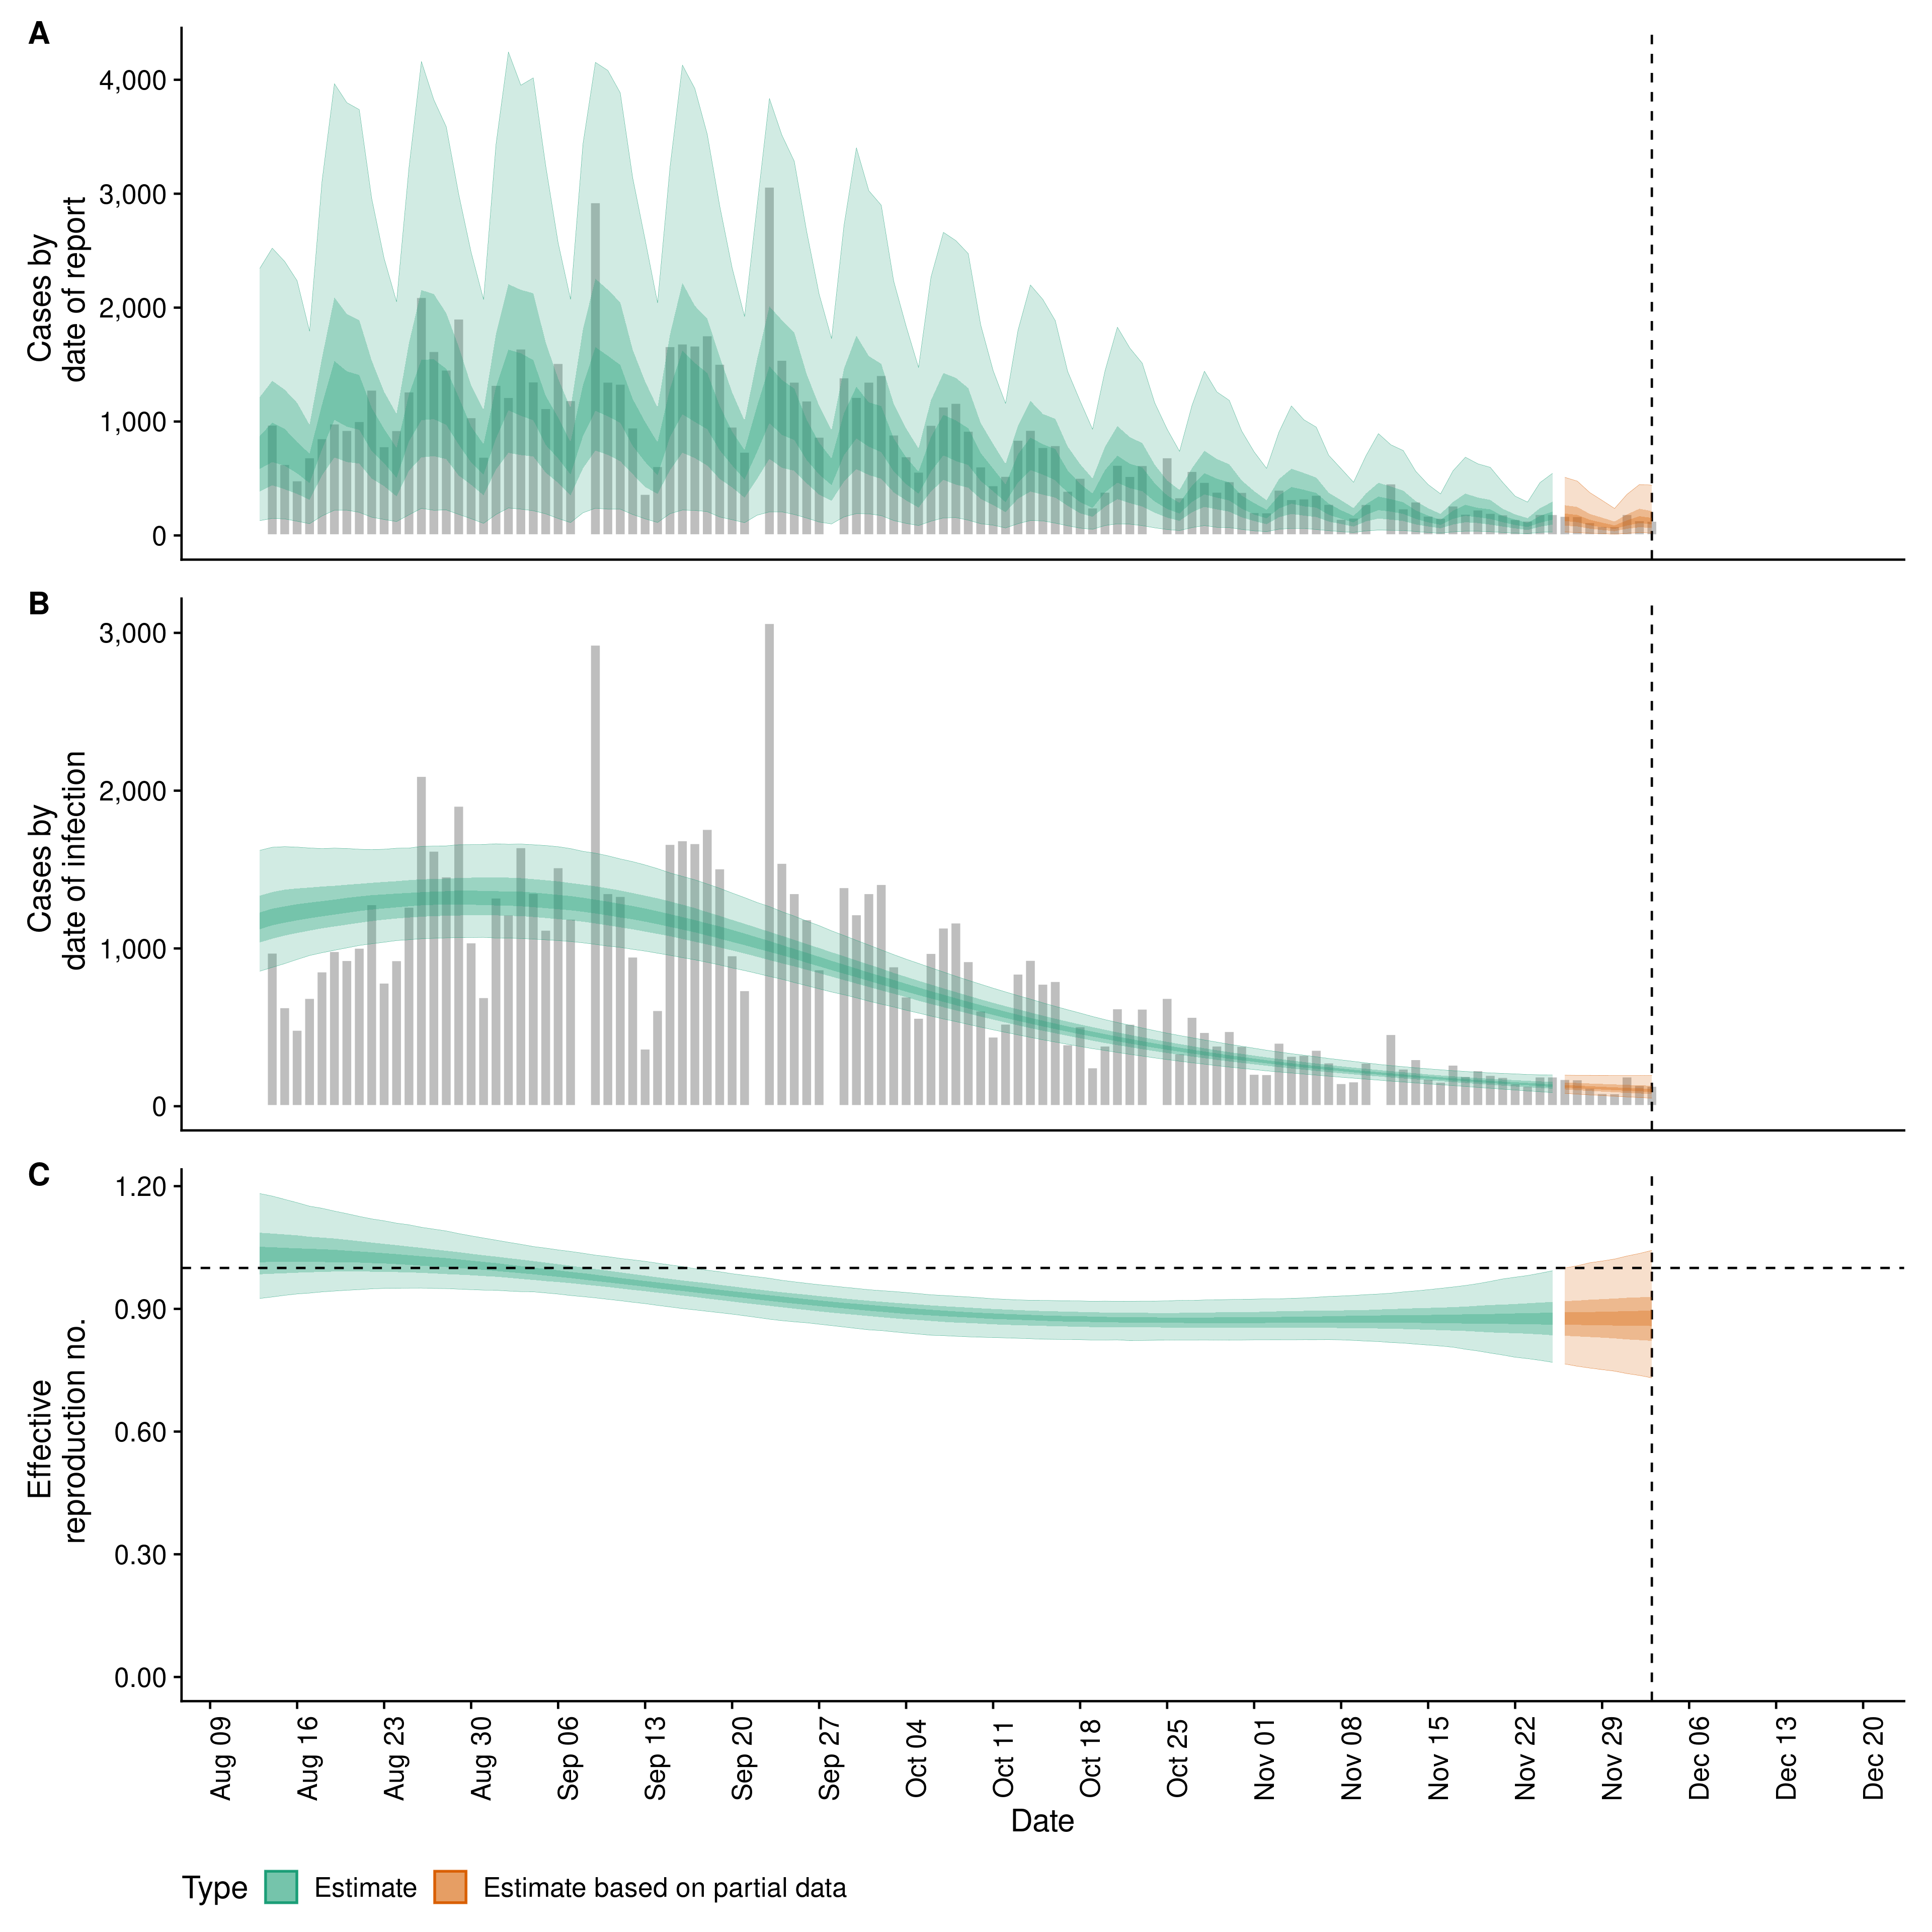 A
Cases by
date of report
4,000
3,000
2,000
1,000
0
B
Cases by
date of infection
3,000
2,000
1,000
0
C
Effective
reproduction no.
1.20
0.90
0.60
0.30
0.00
Aug 09
Aug 16
Aug 23
Aug 30
Sep 06
Sep 13
Sep 20
Sep 27
Oct 04
Oct 11
Oct 18
Oct 25
Nov 01
Nov 08
Nov 15
Nov 22
Nov 29
Dec 06
Dec 13
Dec 20
Date
Type Estimate Estimate based on partial data